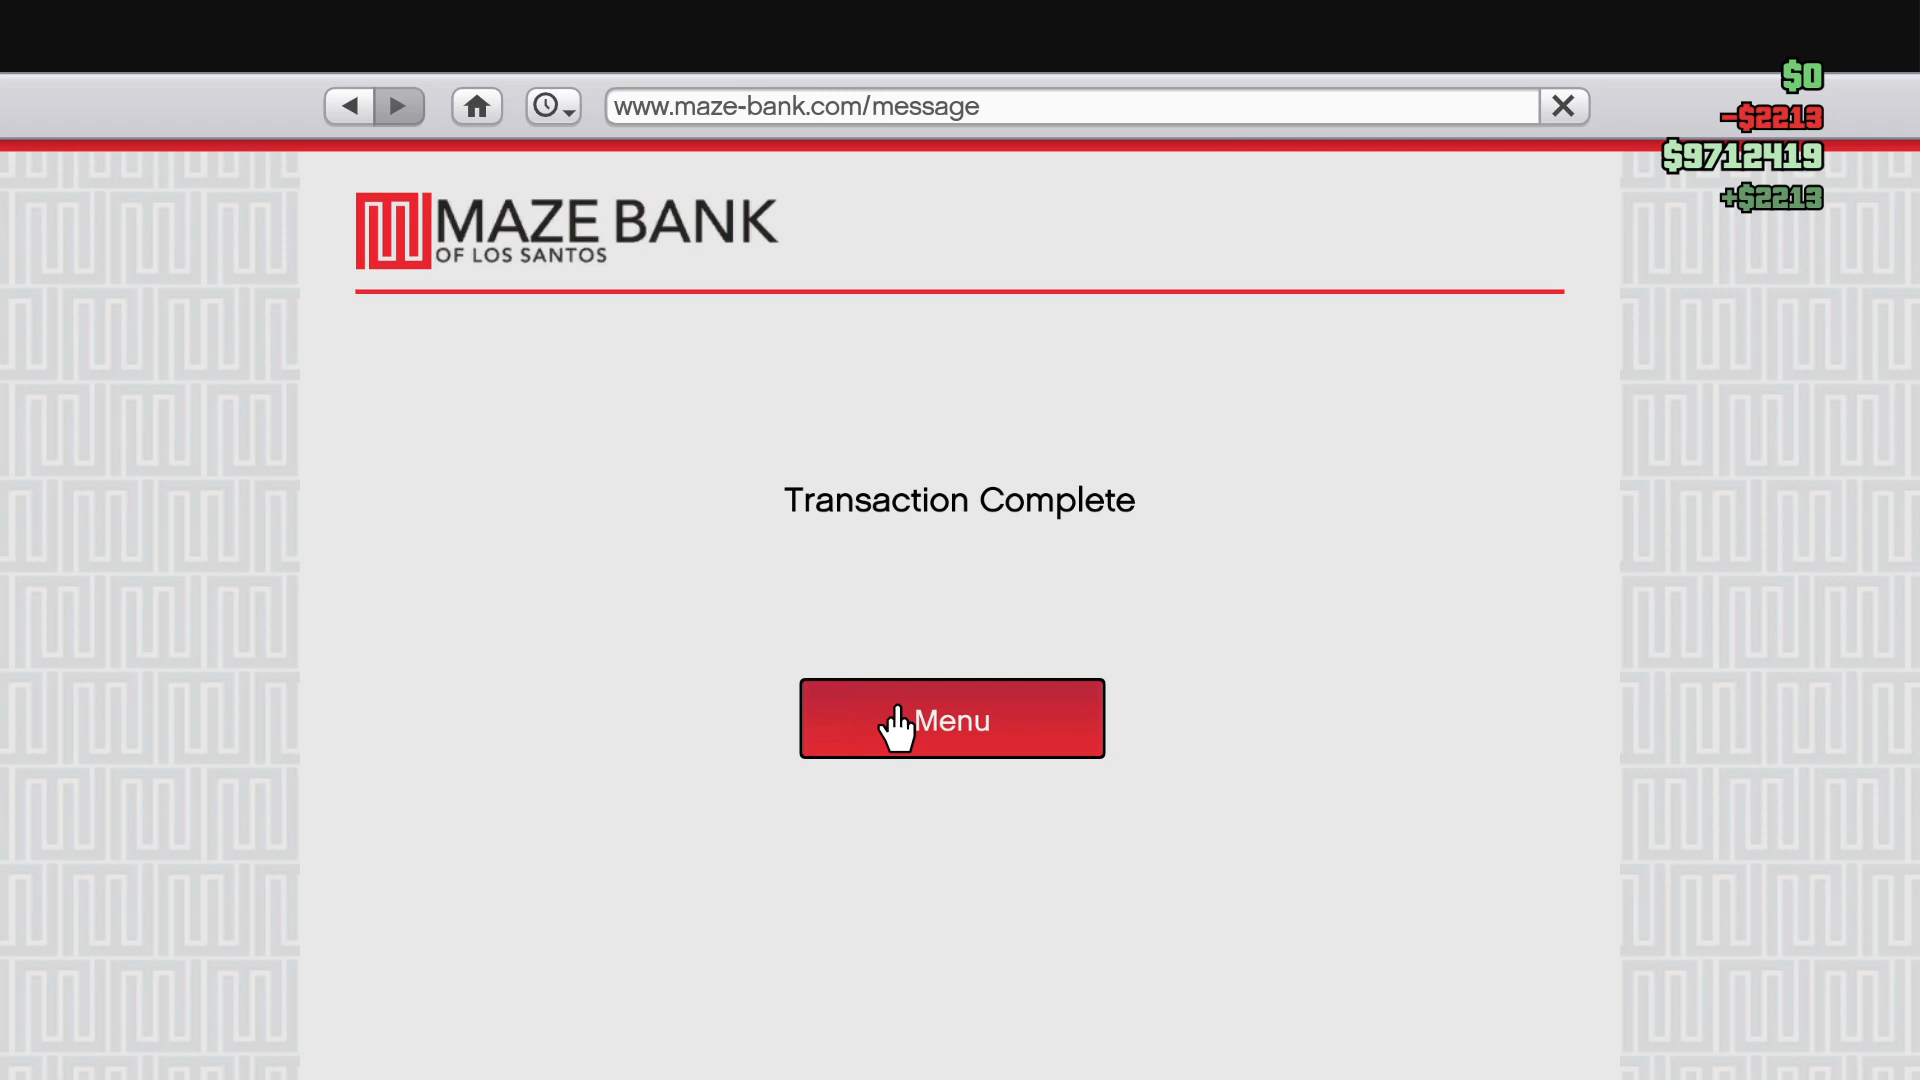 www.maze-bank.com/message
$0
-$2213
$9712419
+$2213
MAZE BANK
OF LOS SANTOS
Transaction Complete
Menu